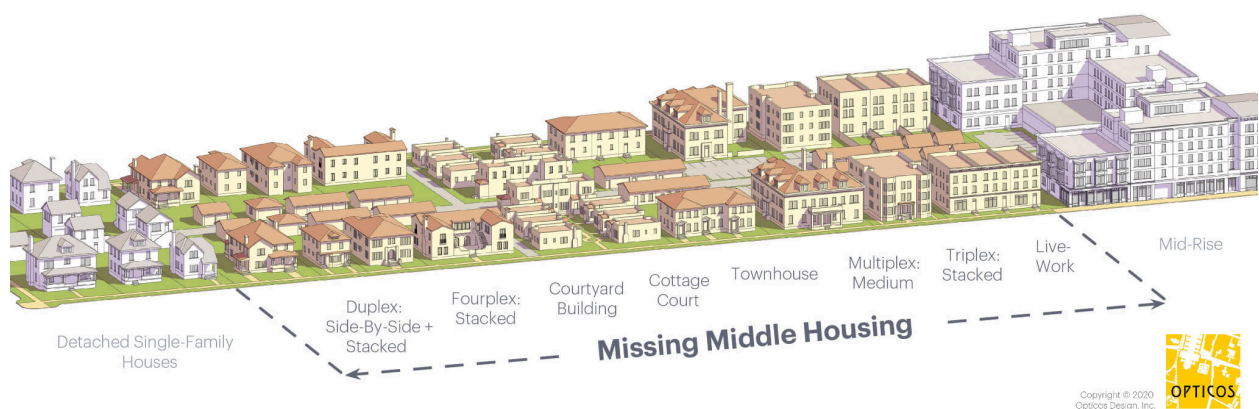 Detached Single-Family
Houses
Duplex:
Side-By-Side +
Stacked
Fourplex:
Stacked
Courtyard
Building
Cottage
Court
Townhouse
Multiplex:
Medium
Triplex:
Stacked
Live-
Work
Mid-Rise
Missing Middle Housing
Copyright © 2020
Opticos Design, Inc.
OPTICOS